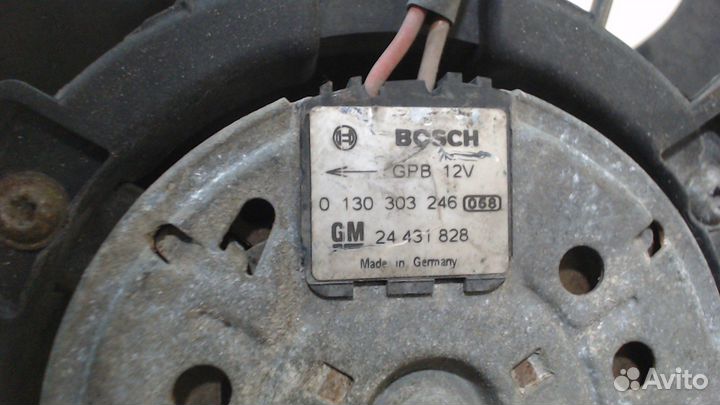 BOSCH
GPB 12V
0 130 303 246 068
GM 24 431 828
Made in Germany
Avito